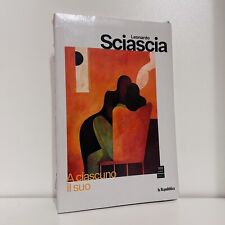 Leonardo
Sciascia
A ciascuno
il suo
la Repubblica